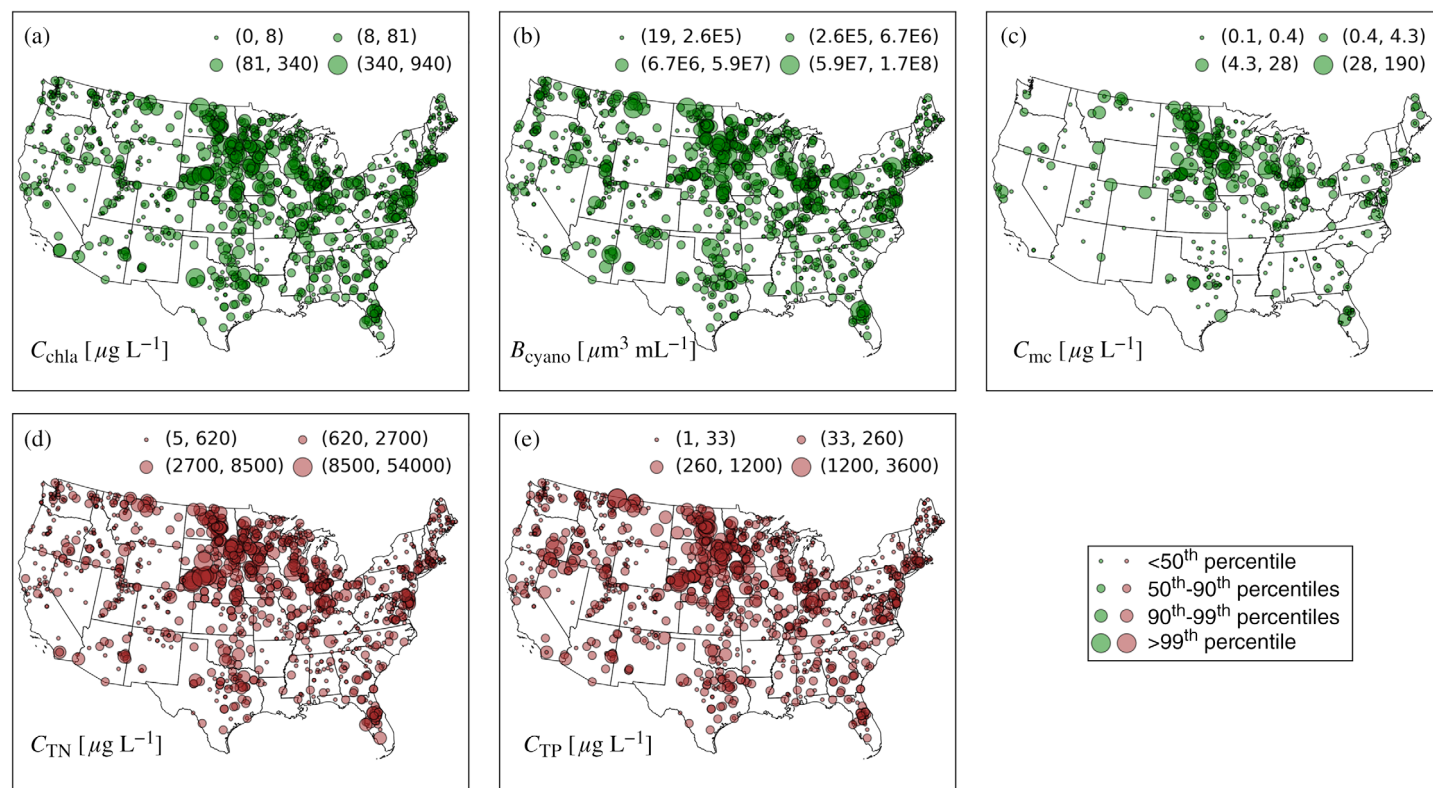 (a)
(0, 8) (8, 81)
(81, 340) (340, 940)
C_chla [μg L⁻¹]
(b)
(19, 2.6E5) (2.6E5, 6.7E6)
(6.7E6, 5.9E7) (5.9E7, 1.7E8)
B_cyano [μm³ mL⁻¹]
(c)
(0.1, 0.4) (0.4, 4.3)
(4.3, 28) (28, 190)
C_mc [μg L⁻¹]
(d)
(5, 620) (620, 2700)
(2700, 8500) (8500, 54000)
C_TN [μg L⁻¹]
(e)
(1, 33) (33, 260)
(260, 1200) (1200, 3600)
C_TP [μg L⁻¹]
<50th percentile
50th-90th percentiles
90th-99th percentiles
>99th percentile